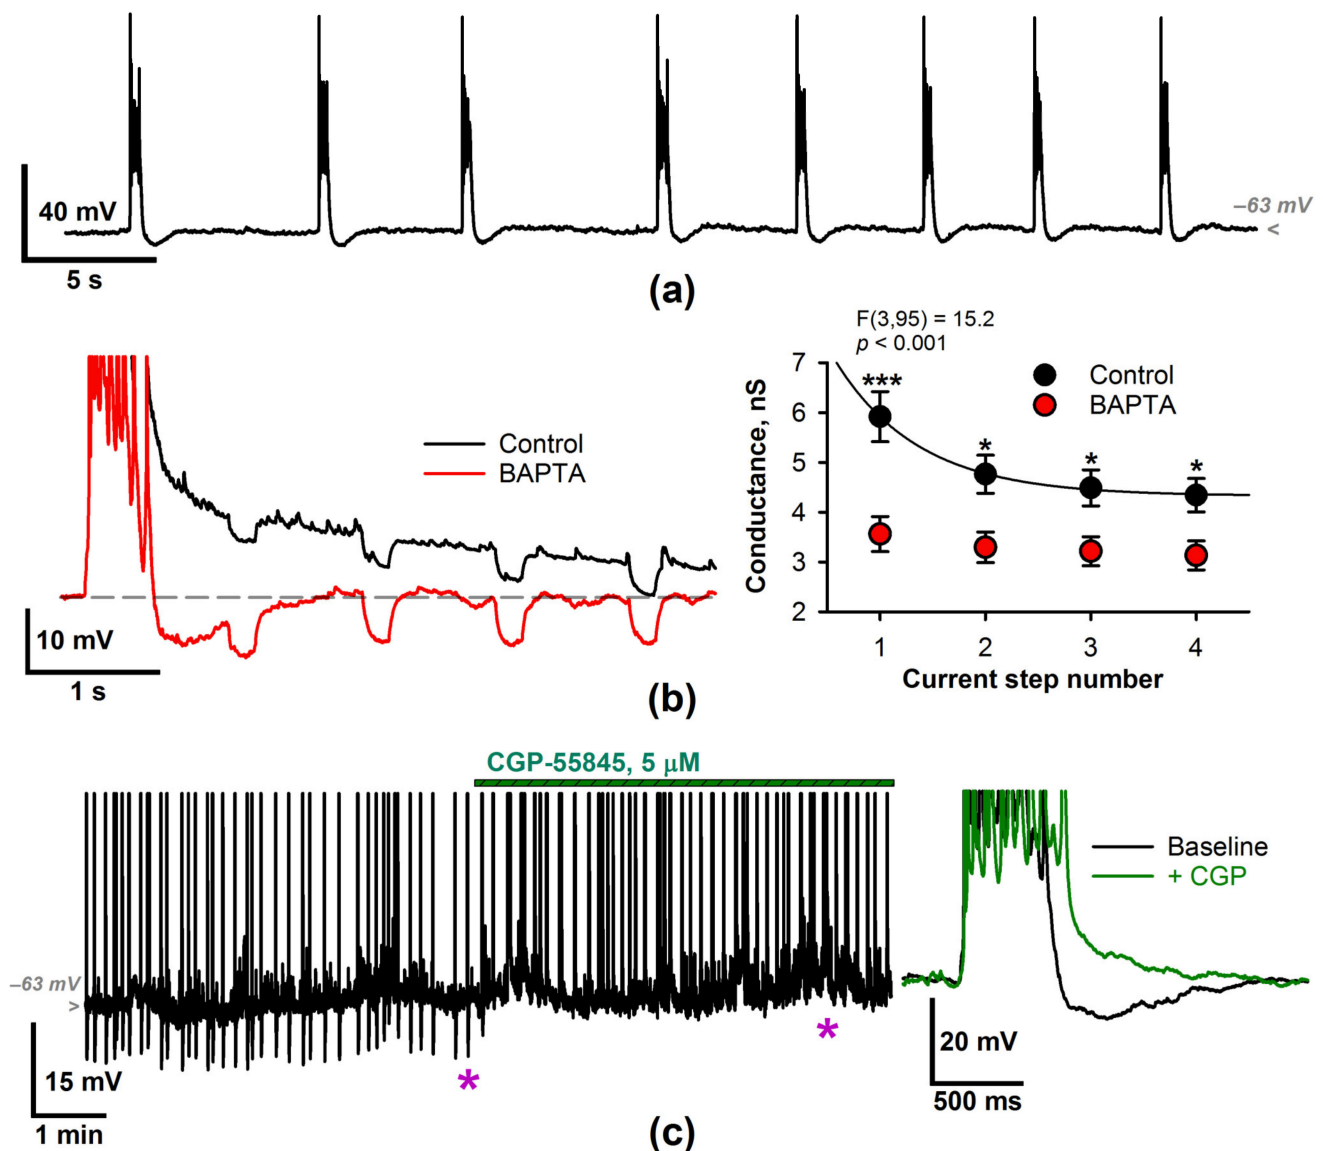 40 mV
5 s
–63 mV
<
(a)
F(3,95) = 15.2
p < 0.001
Control
BAPTA
10 mV
1 s
Conductance, nS
7
6
5
4
3
2
***
*
*
*
Control
BAPTA
1 2 3 4
Current step number
(b)
CGP-55845, 5 µM
–63 mV
>
*
*
15 mV
1 min
Baseline
+ CGP
20 mV
500 ms
(c)